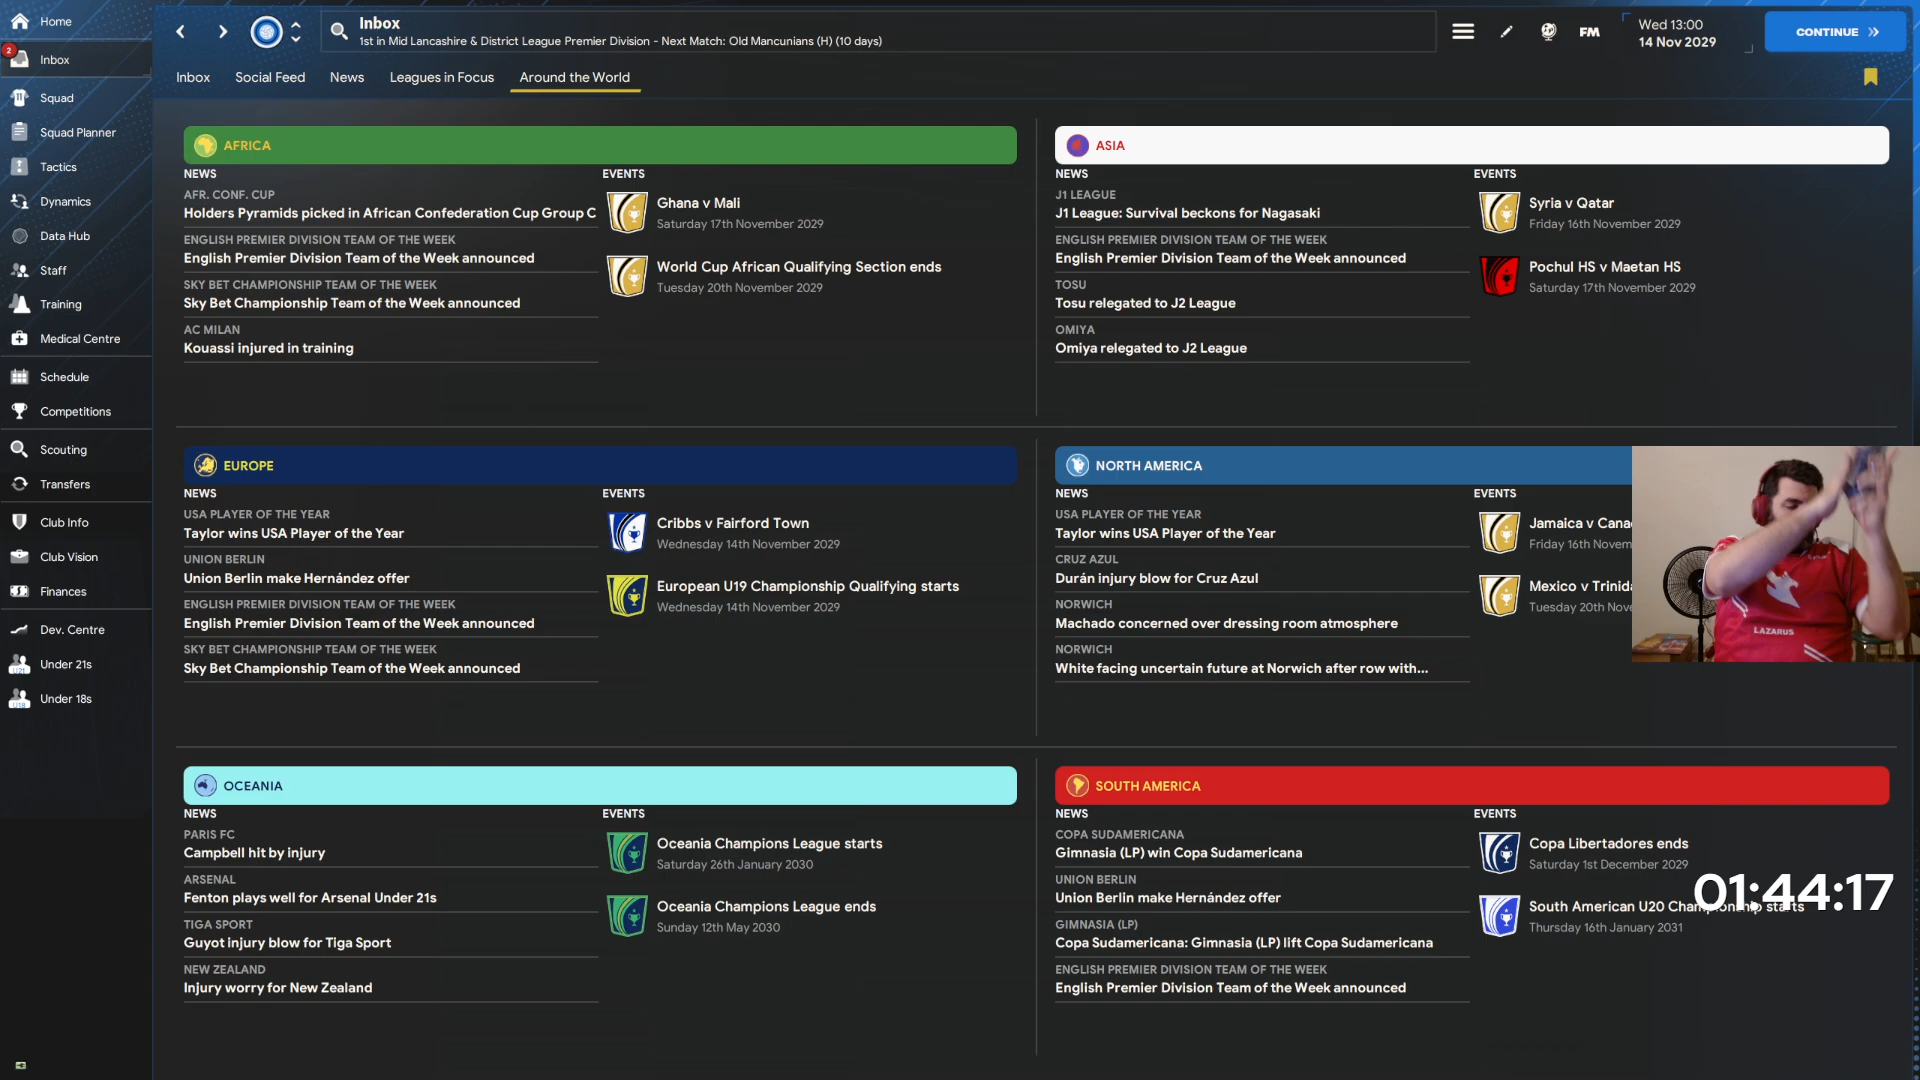 Home
2
Inbox
Squad
Squad Planner
Tactics
Dynamics
Data Hub
Staff
Training
Medical Centre
Schedule
Competitions
Scouting
Transfers
Club Info
Club Vision
Finances
Dev. Centre
Under 21s
Under 18s
Inbox
1st in Mid Lancashire & District League Premier Division - Next Match: Old Mancunians (H) (10 days)
FM
Wed 13:00
14 Nov 2029
CONTINUE
Inbox
Social Feed
News
Leagues in Focus
Around the World
AFRICA
NEWS
AFR. CONF. CUP
Holders Pyramids picked in African Confederation Cup Group C
ENGLISH PREMIER DIVISION TEAM OF THE WEEK
English Premier Division Team of the Week announced
SKY BET CHAMPIONSHIP TEAM OF THE WEEK
Sky Bet Championship Team of the Week announced
AC MILAN
Kouassi injured in training
EVENTS
Ghana v Mali
Saturday 17th November 2029
World Cup African Qualifying Section ends
Tuesday 20th November 2029
ASIA
NEWS
J1 LEAGUE
J1 League: Survival beckons for Nagasaki
ENGLISH PREMIER DIVISION TEAM OF THE WEEK
English Premier Division Team of the Week announced
TOSU
Tosu relegated to J2 League
OMIYA
Omiya relegated to J2 League
EVENTS
Syria v Qatar
Friday 16th November 2029
Pochul HS v Maetan HS
Saturday 17th November 2029
EUROPE
NEWS
USA PLAYER OF THE YEAR
Taylor wins USA Player of the Year
UNION BERLIN
Union Berlin make Hernández offer
ENGLISH PREMIER DIVISION TEAM OF THE WEEK
English Premier Division Team of the Week announced
SKY BET CHAMPIONSHIP TEAM OF THE WEEK
Sky Bet Championship Team of the Week announced
EVENTS
Cribbs v Fairford Town
Wednesday 14th November 2029
European U19 Championship Qualifying starts
Wednesday 14th November 2029
NORTH AMERICA
NEWS
USA PLAYER OF THE YEAR
Taylor wins USA Player of the Year
CRUZ AZUL
Durán injury blow for Cruz Azul
NORWICH
Machado concerned over dressing room atmosphere
NORWICH
White facing uncertain future at Norwich after row with...
EVENTS
Jamaica v Cana
Friday 16th Novem
Mexico v Trinida
Tuesday 20th Nove
LAZARUS
OCEANIA
NEWS
PARIS FC
Campbell hit by injury
ARSENAL
Fenton plays well for Arsenal Under 21s
TIGA SPORT
Guyot injury blow for Tiga Sport
NEW ZEALAND
Injury worry for New Zealand
EVENTS
Oceania Champions League starts
Saturday 26th January 2030
Oceania Champions League ends
Sunday 12th May 2030
SOUTH AMERICA
NEWS
COPA SUDAMERICANA
Gimnasia (LP) win Copa Sudamericana
UNION BERLIN
Union Berlin make Hernández offer
GIMNASIA (LP)
Copa Sudamericana: Gimnasia (LP) lift Copa Sudamericana
ENGLISH PREMIER DIVISION TEAM OF THE WEEK
English Premier Division Team of the Week announced
EVENTS
Copa Libertadores ends
Saturday 1st December 2029
01:44:17
South American U20 Championship starts
Thursday 16th January 2031